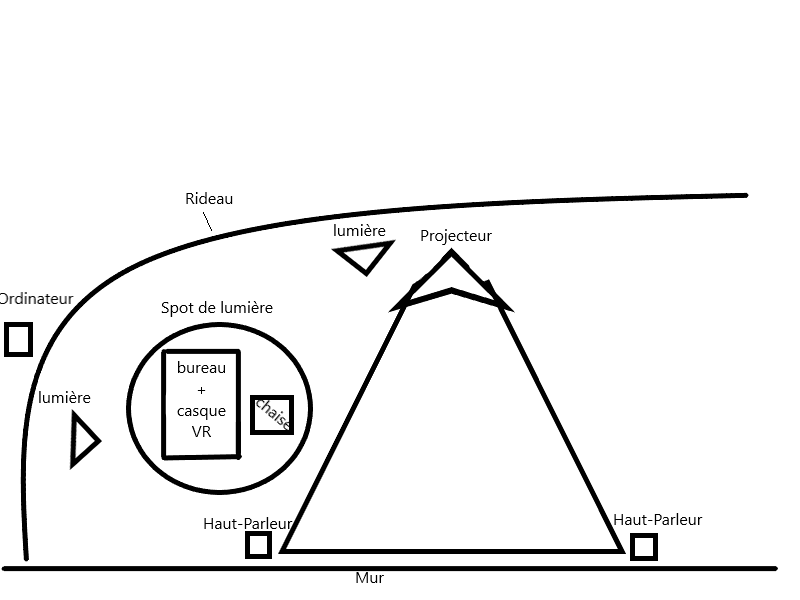 Rideau
lumière
Projecteur
Ordinateur
Spot de lumière
bureau
+
casque
VR
chaise
lumière
Haut-Parleur
Haut-Parleur
Mur